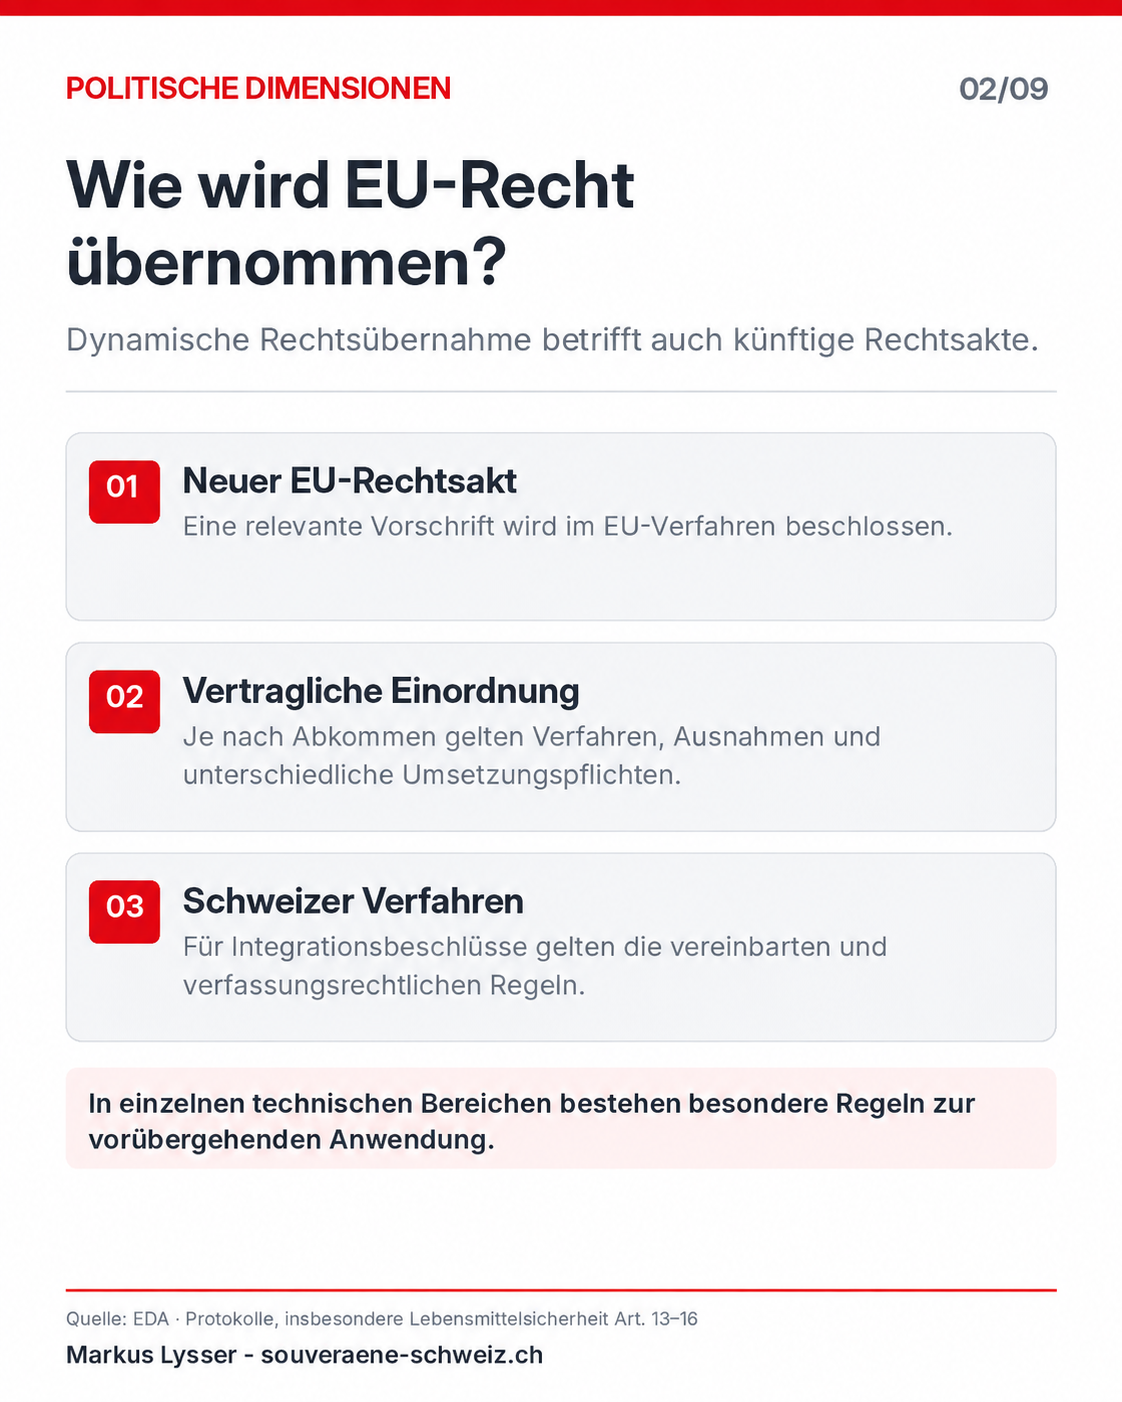 POLITISCHE DIMENSIONEN
02/09
Wie wird EU-Recht
übernommen?
Dynamische Rechtsübernahme betrifft auch künftige Rechtsakte.
01
Neuer EU-Rechtsakt
Eine relevante Vorschrift wird im EU-Verfahren beschlossen.
02
Vertragliche Einordnung
Je nach Abkommen gelten Verfahren, Ausnahmen und
unterschiedliche Umsetzungspflichten.
03
Schweizer Verfahren
Für Integrationsbeschlüsse gelten die vereinbarten und
verfassungsrechtlichen Regeln.
In einzelnen technischen Bereichen bestehen besondere Regeln zur
vorübergehenden Anwendung.
Quelle: EDA · Protokolle, insbesondere Lebensmittelsicherheit Art. 13–16
Markus Lysser - souveraene-schweiz.ch